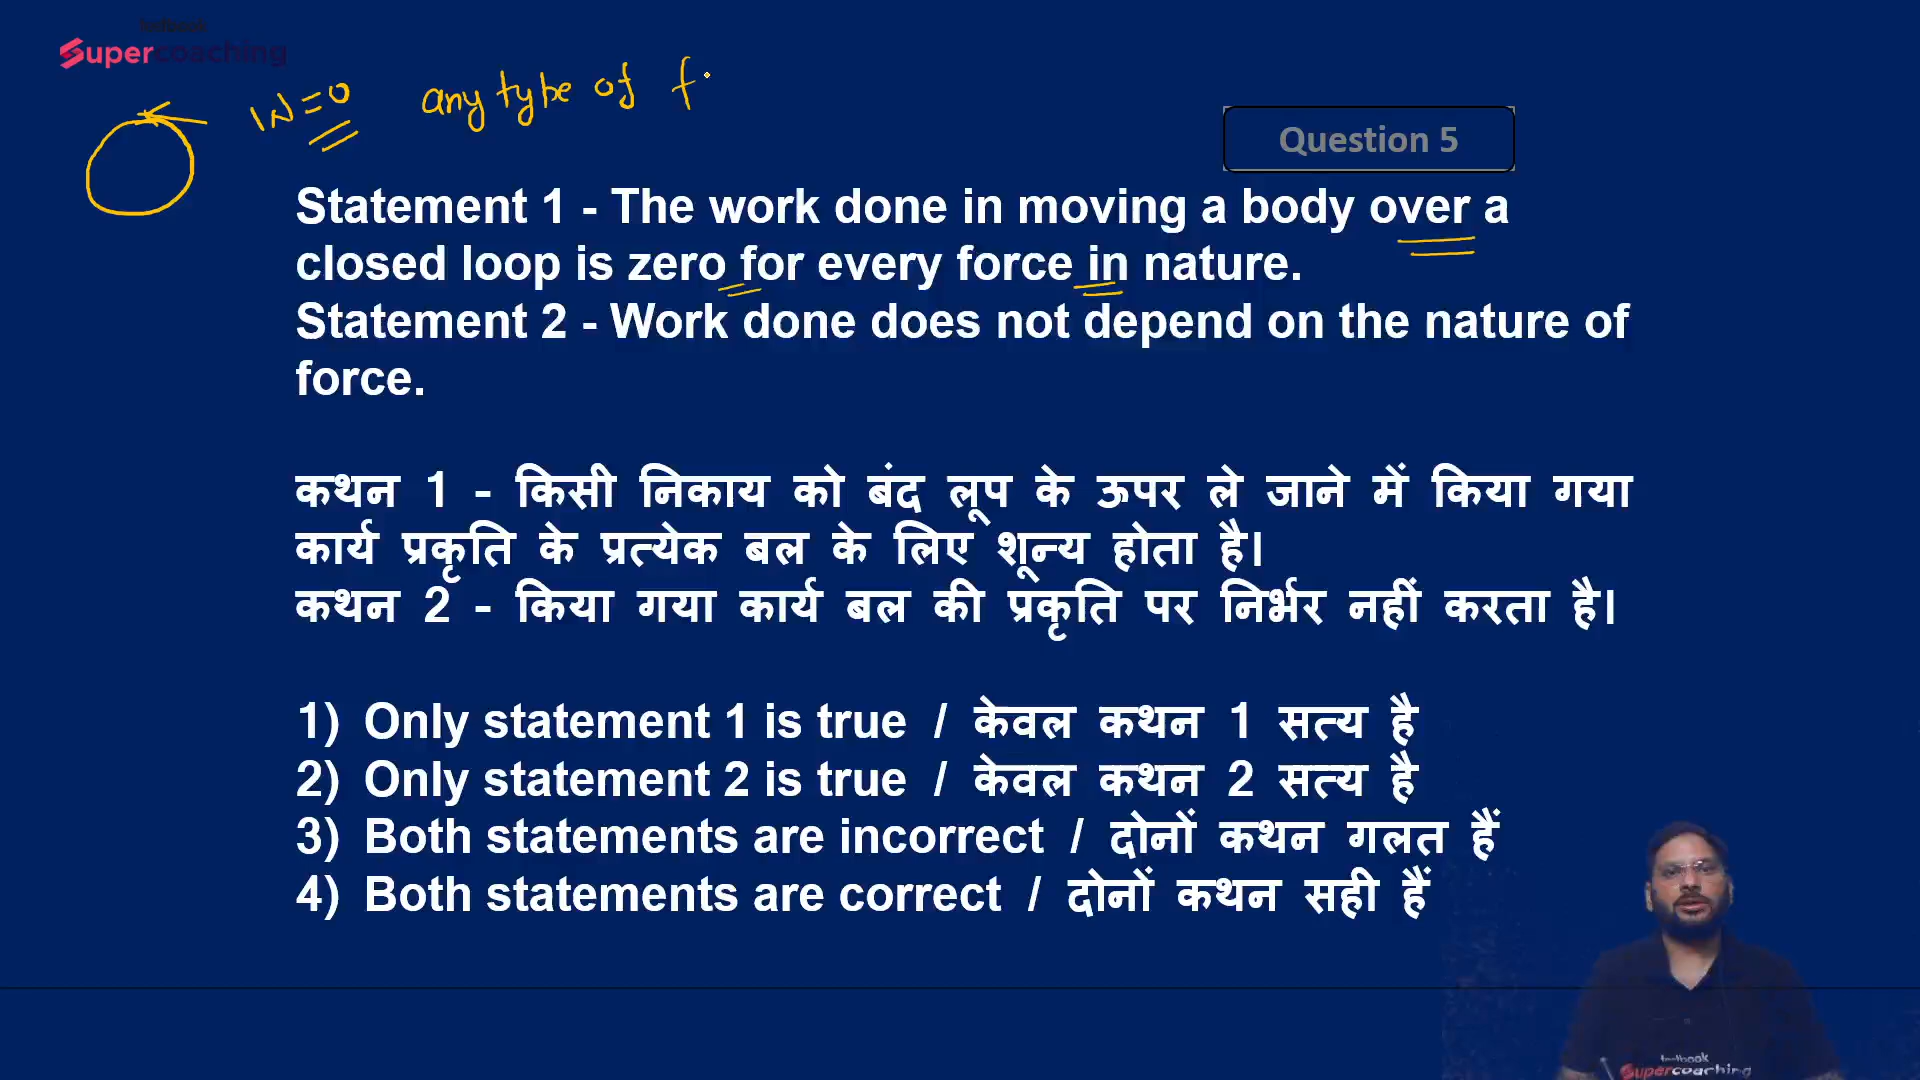 testbook
Supercoaching
W=0 any type of f
Question 5
Statement 1 - The work done in moving a body over a
closed loop is zero for every force in nature.
Statement 2 - Work done does not depend on the nature of
force.
कथन 1 - किसी निकाय को बंद लूप के ऊपर ले जाने में किया गया
कार्य प्रकृति के प्रत्येक बल के लिए शून्य होता है।
कथन 2 - किया गया कार्य बल की प्रकृति पर निर्भर नहीं करता है।
1) Only statement 1 is true / केवल कथन 1 सत्य है
2) Only statement 2 is true / केवल कथन 2 सत्य है
3) Both statements are incorrect / दोनों कथन गलत हैं
4) Both statements are correct / दोनों कथन सही हैं
testbook
Supercoaching